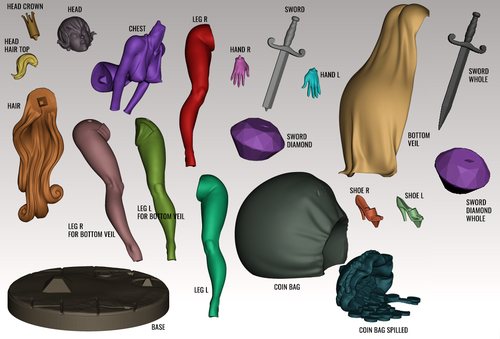 HEAD CROWN
HEAD
HEAD
HAIR TOP
CHEST
LEG R
HAND R
SWORD
HAND L
SWORD
WHOLE
HAIR
SWORD
DIAMOND
BOTTOM
VEIL
SWORD
DIAMOND
WHOLE
LEG R
FOR BOTTOM VEIL
LEG L
FOR BOTTOM VEIL
SHOE R
SHOE L
LEG L
COIN BAG
BASE
COIN BAG SPILLED